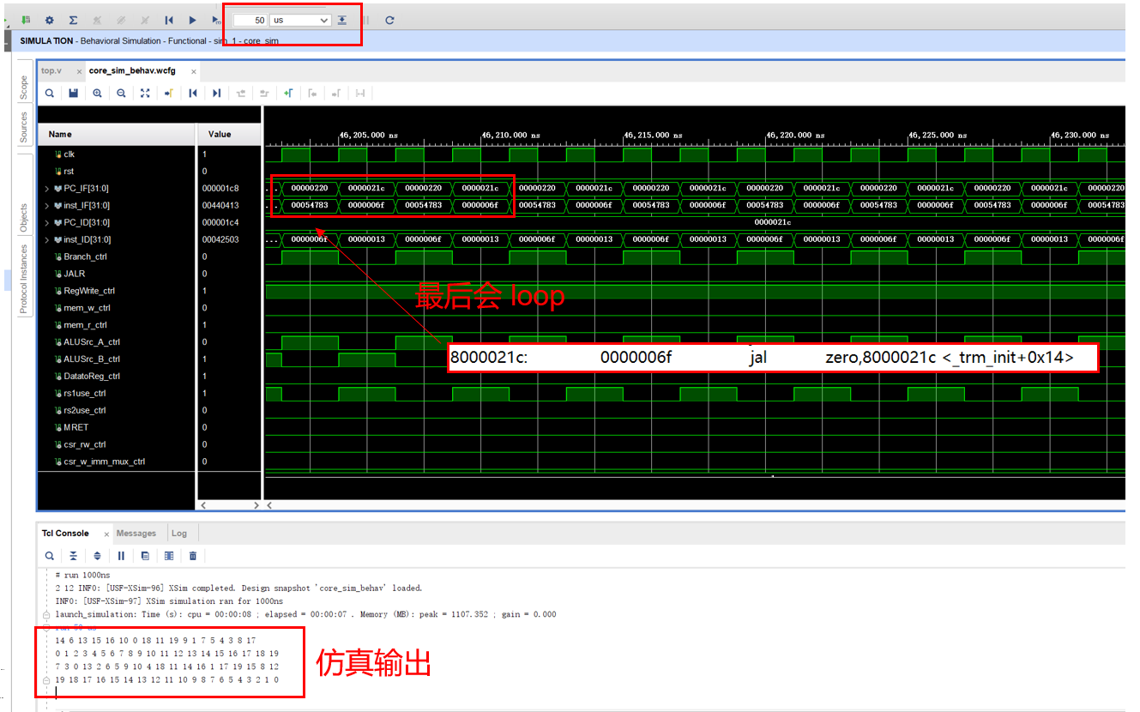 50 us
SIMULATION - Behavioral Simulation - Functional - sim_1 - core_sim
top.v × core_sim_behav.wcfg ×
Scope
Sources
Objects
Protocol Instances
Name Value
46,205.000 ns 46,210.000 ns 46,215.000 ns 46,220.000 ns 46,225.000 ns 46,230.000 ns
clk 1
rst 0
PC_IF[31:0] 000001c8 ... 00000220 0000021c 00000220 0000021c 00000220 0000021c 00000220 0000021c 00000220 0000021c 00000220 0000021c 00000220 0000021c 00000220
inst_IF[31:0] 00440413 ... 00054783 0000006f 00054783 0000006f 00054783 0000006f 00054783 0000006f 00054783 0000006f 00054783 0000006f 00054783 0000006f 00054783
PC_ID[31:0] 000001c4 0000021c
inst_ID[31:0] 00042503 ... 0000006f 00000013 0000006f 00000013 0000006f 00000013 0000006f 00000013 0000006f 00000013 0000006f 00000013 0000006f 00000013 0000006f
Branch_ctrl 0
JALR 0
RegWrite_ctrl 1
最后会 loop
mem_w_ctrl 0
mem_r_ctrl 1
ALUSrc_A_ctrl 0
8000021c: 0000006f jal zero,8000021c <_trm_init+0x14>
ALUSrc_B_ctrl 1
DatatoReg_ctrl 1
rs1use_ctrl 1
rs2use_ctrl 0
MRET 0
csr_rw_ctrl 0
csr_w_imm_mux_ctrl 0
Tcl Console × Messages Log
# run 1000ns
2 12 INFO: [USF-XSim-96] XSim completed. Design snapshot 'core_sim_behav' loaded.
INFO: [USF-XSim-97] XSim simulation ran for 1000ns
launch_simulation: Time (s): cpu = 00:00:08 ; elapsed = 00:00:07 . Memory (MB): peak = 1107.352 ; gain = 0.000
run 50 us
14 6 13 15 16 10 0 18 11 19 9 1 7 5 4 3 8 17
0 1 2 3 4 5 6 7 8 9 10 11 12 13 14 15 16 17 18 19
7 3 0 13 2 6 5 9 10 4 18 11 14 16 1 17 19 15 8 12
19 18 17 16 15 14 13 12 11 10 9 8 7 6 5 4 3 2 1 0
仿真输出